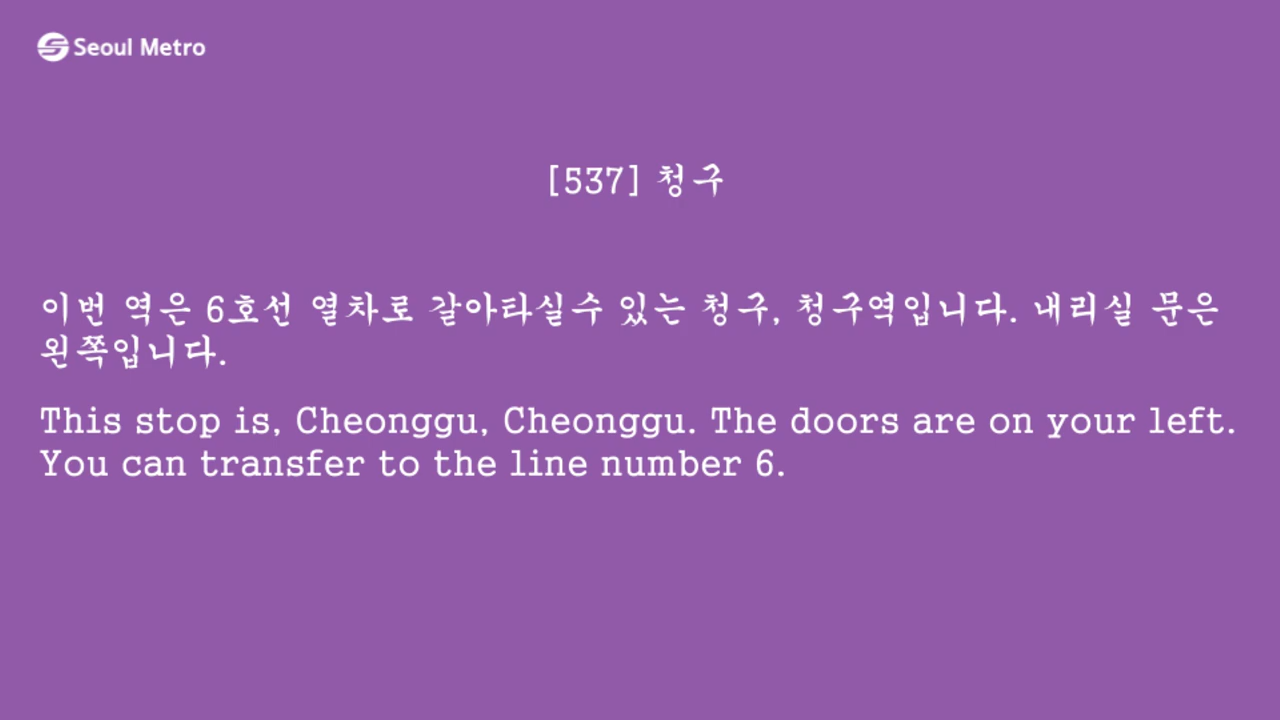 Seoul Metro
[537] 청구
이번 역은 6호선 열차로 갈아타실수 있는 청구, 청구역입니다. 내리실 문은
왼쪽입니다.
This stop is, Cheonggu, Cheonggu. The doors are on your left.
You can transfer to the line number 6.